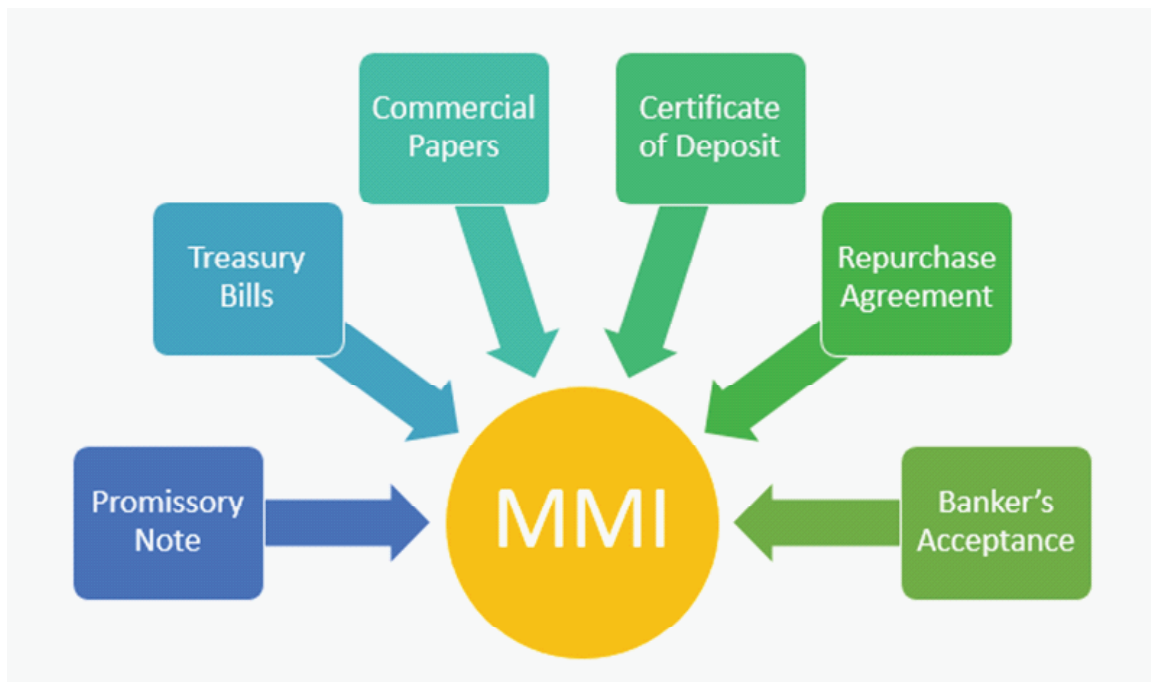 Commercial
Papers
Certificate
of Deposit
Treasury
Bills
Repurchase
Agreement
Promissory
Note
MMI
Banker's
Acceptance